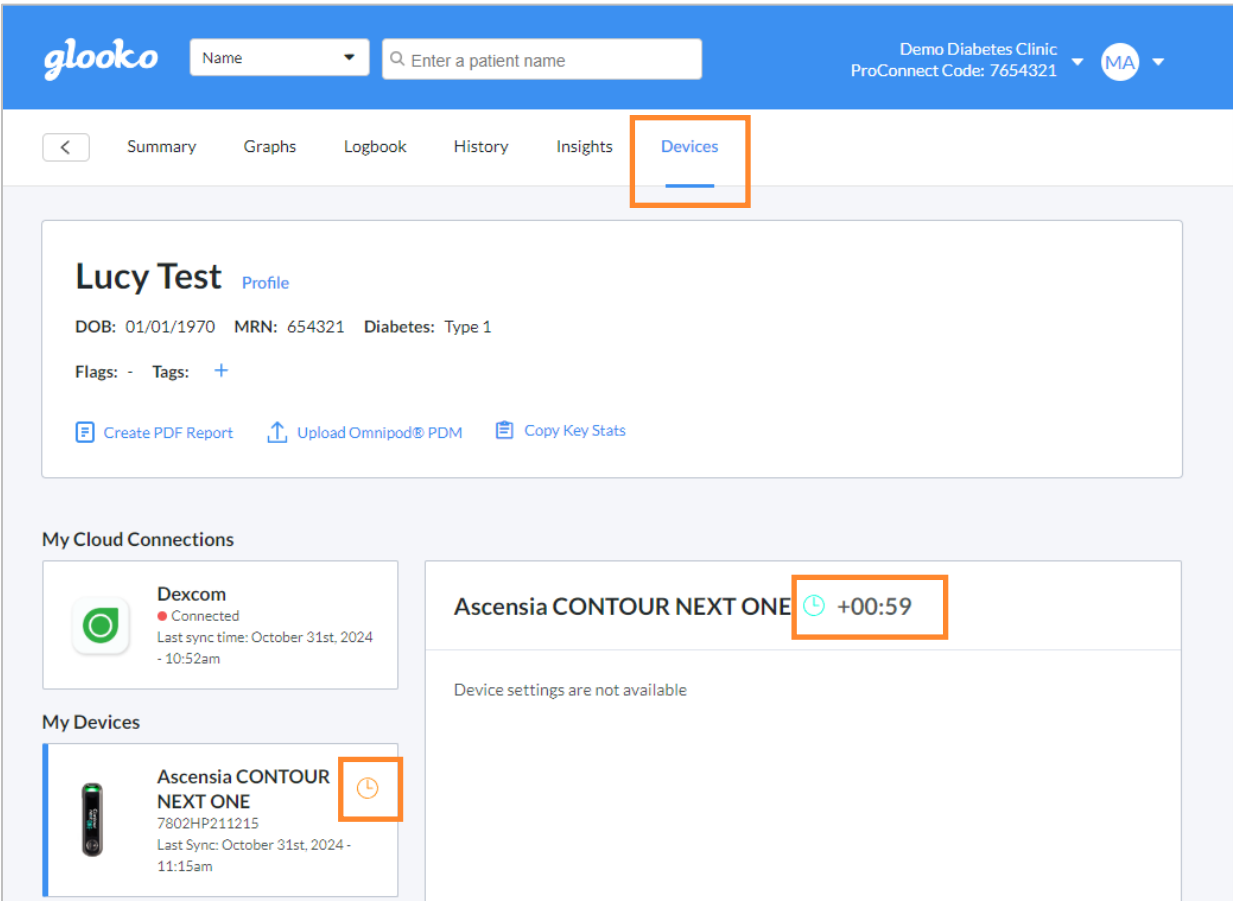 glooko
Name
Enter a patient name
Demo Diabetes Clinic
ProConnect Code: 7654321
MA
Summary
Graphs
Logbook
History
Insights
Devices
Lucy Test Profile
DOB: 01/01/1970 MRN: 654321 Diabetes: Type 1
Flags: - Tags: +
Create PDF Report
Upload Omnipod® PDM
Copy Key Stats
My Cloud Connections
Dexcom
Connected
Last sync time: October 31st, 2024
- 10:52am
My Devices
Ascensia CONTOUR
NEXT ONE
7802HP211215
Last Sync: October 31st, 2024 -
11:15am
Ascensia CONTOUR NEXT ONE +00:59
Device settings are not available